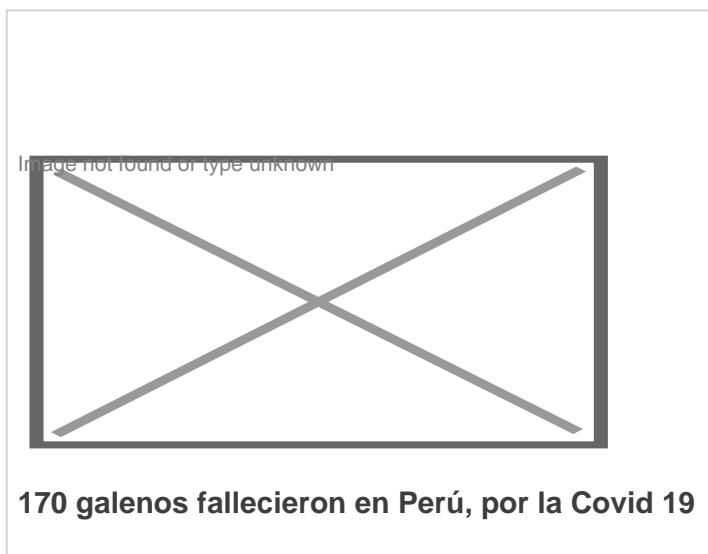 Image not found or type unknown
170 galenos fallecieron en Perú, por la Covid 19